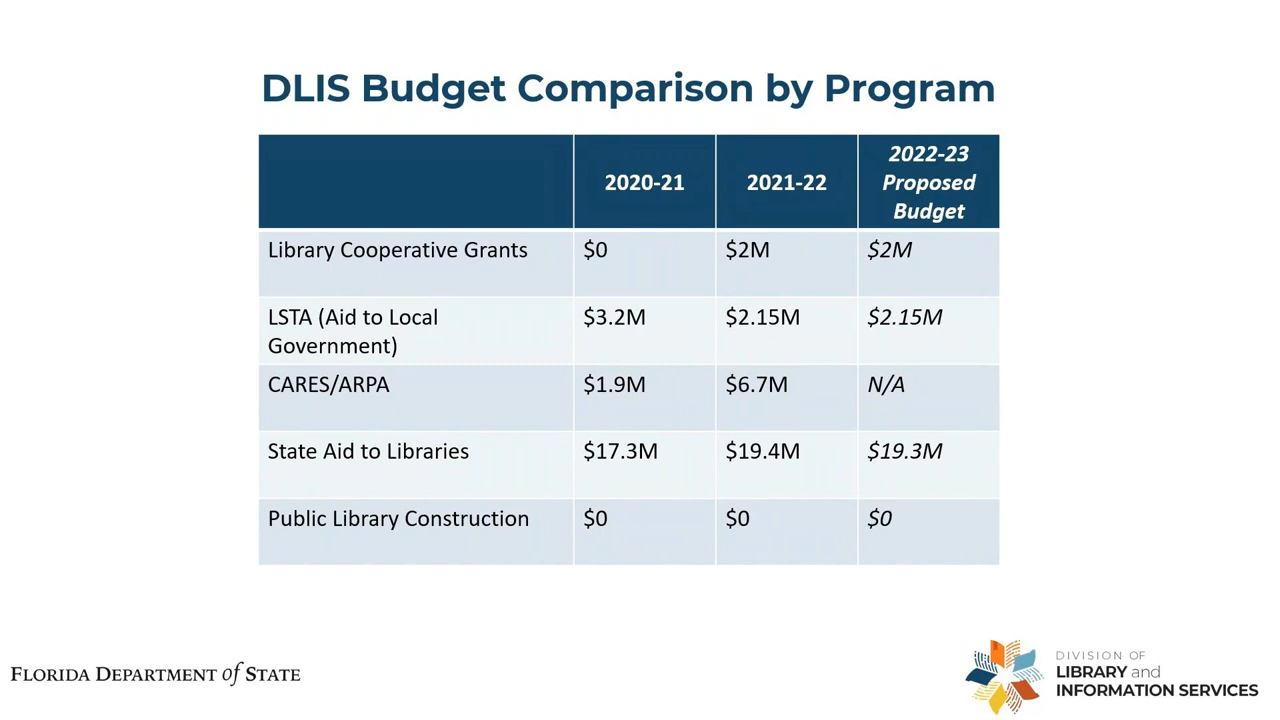 DLIS Budget Comparison by Program
2020-21
2021-22
2022-23
Proposed
Budget
Library Cooperative Grants
$0
$2M
$2M
LSTA (Aid to Local
Government)
$3.2M
$2.15M
$2.15M
CARES/ARPA
$1.9M
$6.7M
N/A
State Aid to Libraries
$17.3M
$19.4M
$19.3M
Public Library Construction
$0
$0
$0
FLORIDA DEPARTMENT of STATE
DIVISION OF
LIBRARY and
INFORMATION SERVICES